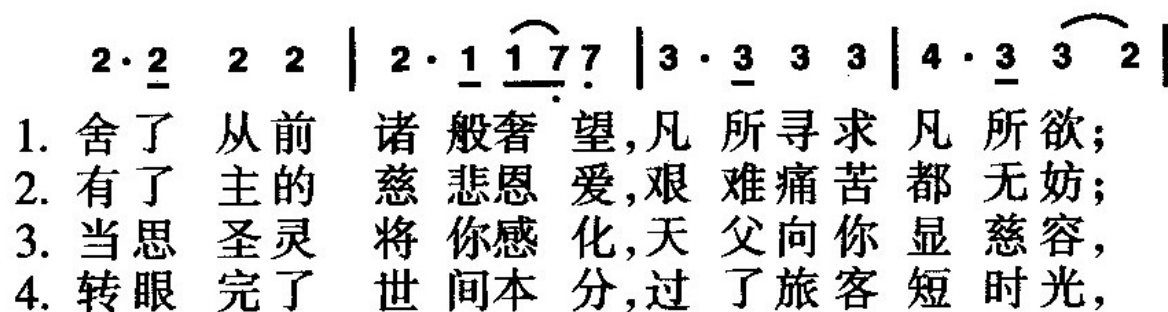 2·2 2 2 | 2·1 1 7 7 | 3·3 3 3 | 4·3 3 2 |
1. 舍了 从前 诸般奢望,凡所寻求凡所欲;
2. 有了 主的 慈悲恩爱,艰难痛苦都无妨;
3. 当思 圣灵 将你感化,天父向你显慈容,
4. 转眼 完了 世间本分,过了旅客短时光,